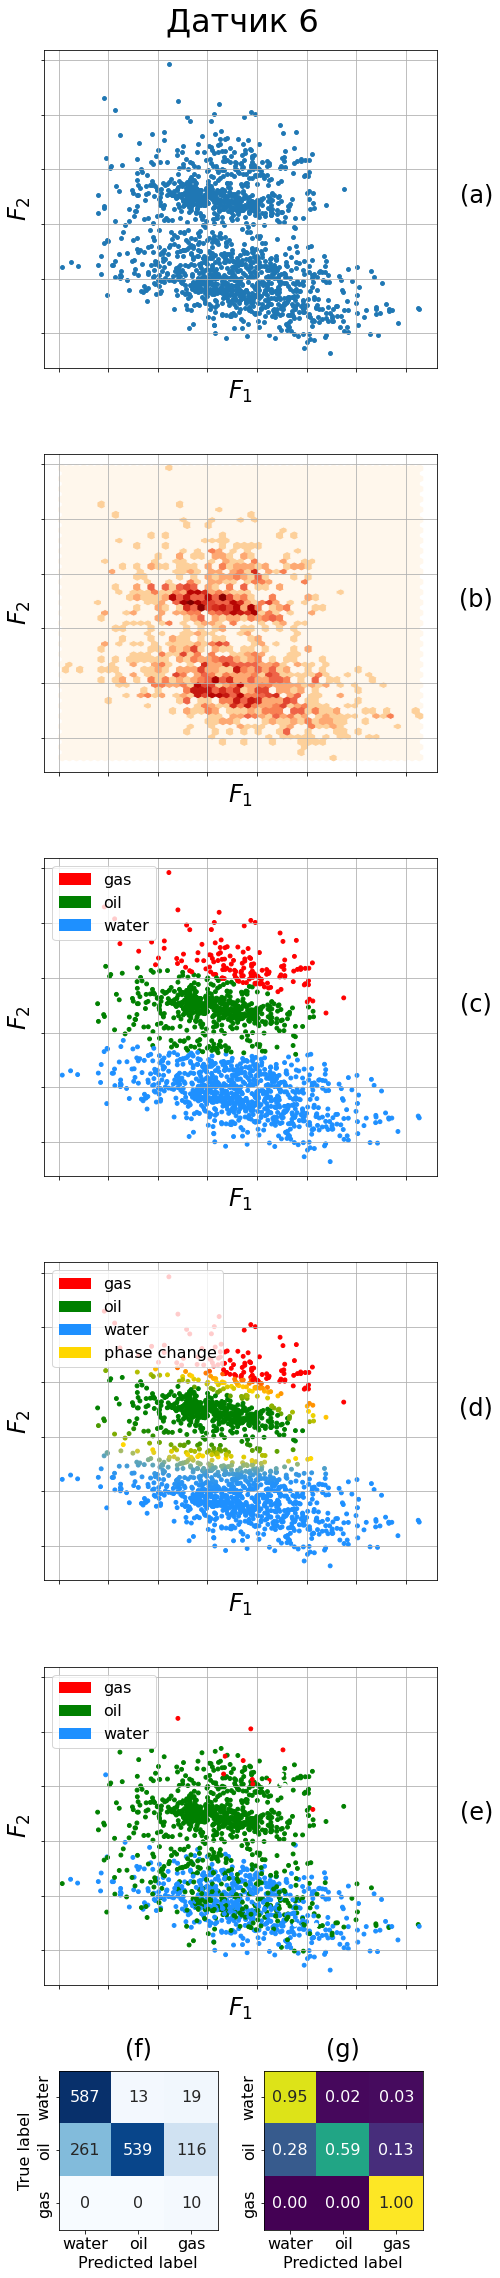 Датчик 6
F2
(a)
F1
F2
(b)
F1
gas
oil
water
F2
(c)
F1
gas
oil
water
phase change
F2
(d)
F1
gas
oil
water
F2
(e)
F1
(f) (g)
True label
water 587 13 19
oil 261 539 116
gas 0 0 10
water oil gas
Predicted label
water 0.95 0.02 0.03
oil 0.28 0.59 0.13
gas 0.00 0.00 1.00
water oil gas
Predicted label